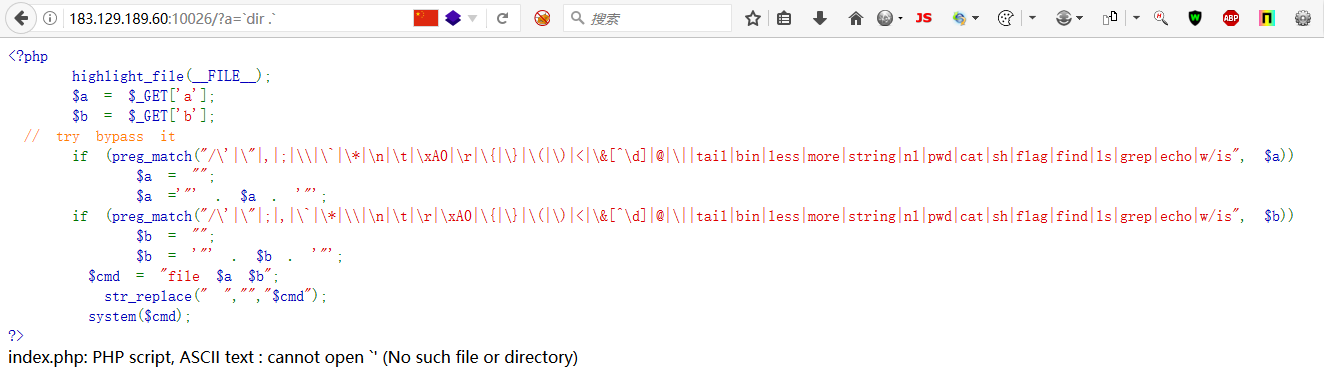 183.129.189.60:10026/?a=`dir .`
搜索
JS
W
ABP
<?php
highlight_file(__FILE__);
$a = $_GET['a'];
$b = $_GET['b'];
// try bypass it
if (preg_match("/\'|\"|,|;|\\|\`|\*|\n|\t|\xA0|\r|\{|\}|\(|\)|<|\&[^\d]|@|\||tail|bin|less|more|string|nl|pwd|cat|sh|flag|find|ls|grep|echo|w/is", $a))
$a = "";
$a ='"' . $a . '"';
if (preg_match("/\'|\"|;|,|\`|\*|\\|\n|\t|\r|\xA0|\{|\}|\(|\)|<|\&[^\d]|@|\||tail|bin|less|more|string|nl|pwd|cat|sh|flag|find|ls|grep|echo|w/is", $b))
$b = "";
$b = '"' . $b . '"';
$cmd = "file $a $b";
str_replace(" ","","$cmd");
system($cmd);
?>
index.php: PHP script, ASCII text : cannot open `' (No such file or directory)